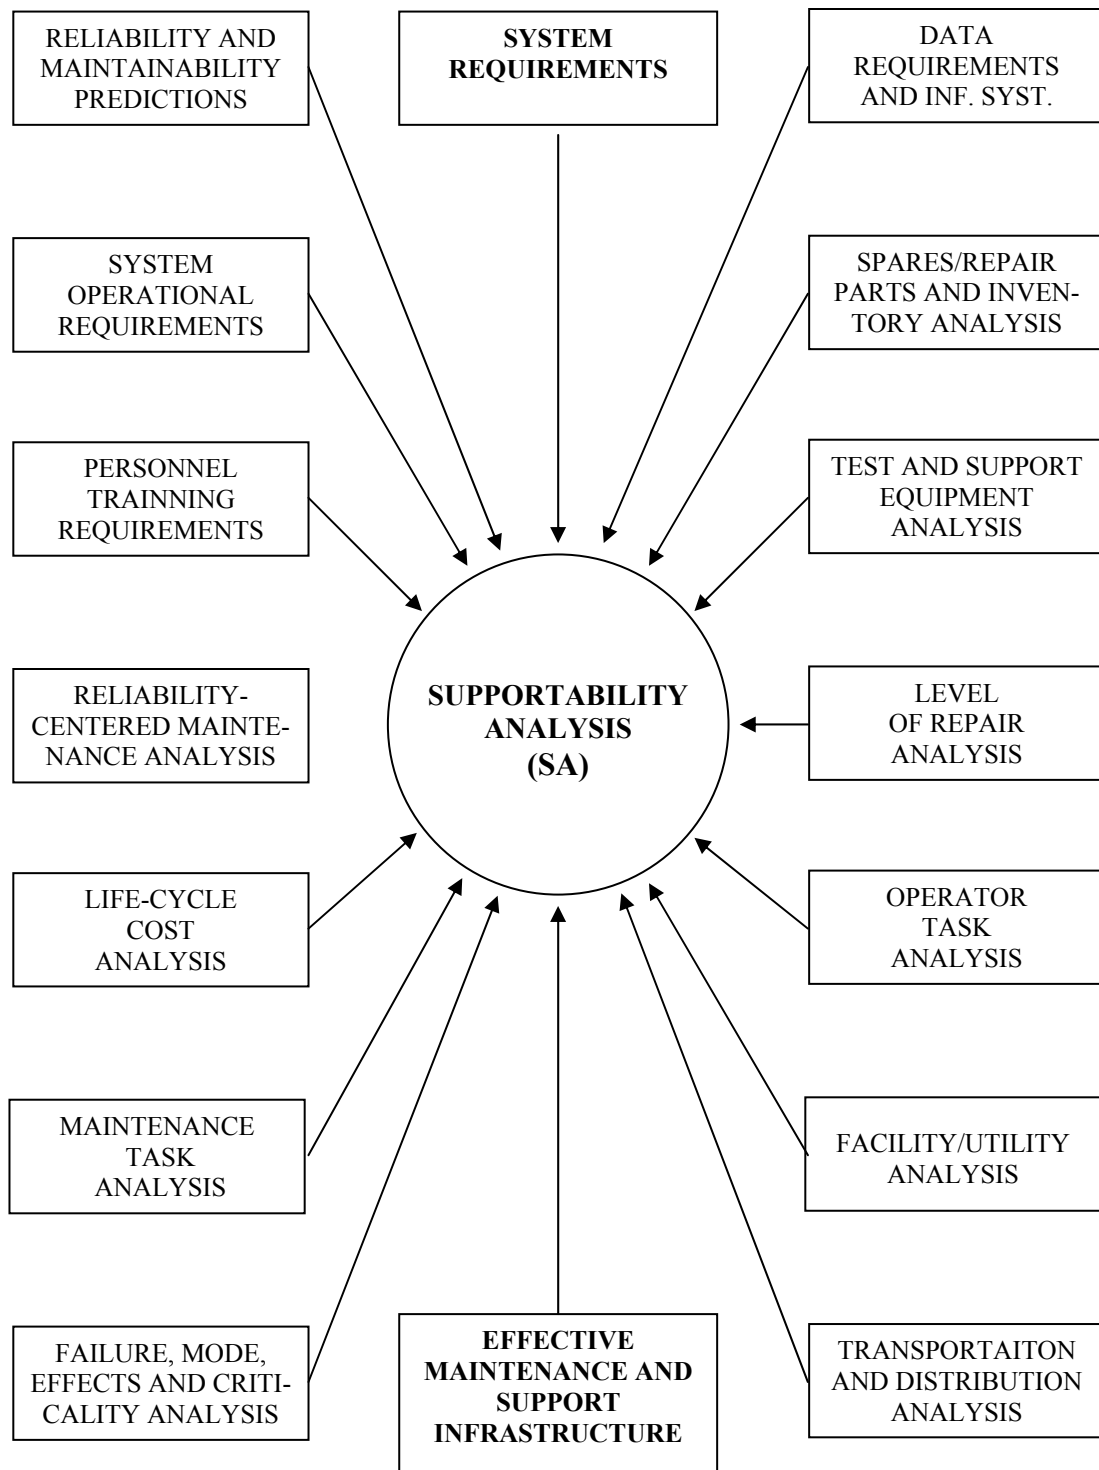 RELIABILITY AND
MAINTAINABILITY
PREDICTIONS
SYSTEM
REQUIREMENTS
DATA
REQUIREMENTS
AND INF. SYST.
SYSTEM
OPERATIONAL
REQUIREMENTS
SPARES/REPAIR
PARTS AND INVEN-
TORY ANALYSIS
PERSONNEL
TRAINNING
REQUIREMENTS
TEST AND SUPPORT
EQUIPMENT
ANALYSIS
RELIABILITY-
CENTERED MAINTE-
NANCE ANALYSIS
SUPPORTABILITY
ANALYSIS
(SA)
LEVEL
OF REPAIR
ANALYSIS
LIFE-CYCLE
COST
ANALYSIS
OPERATOR
TASK
ANALYSIS
MAINTENANCE
TASK
ANALYSIS
FACILITY/UTILITY
ANALYSIS
FAILURE, MODE,
EFFECTS AND CRITI-
CALITY ANALYSIS
EFFECTIVE
MAINTENANCE AND
SUPPORT
INFRASTRUCTURE
TRANSPORTAITON
AND DISTRIBUTION
ANALYSIS